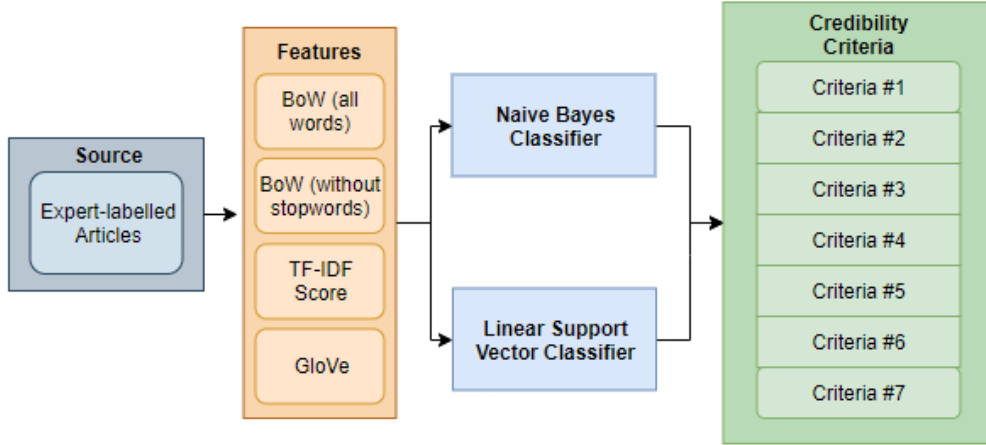 Source
Expert-labelled
Articles
Features
BoW (all
words)
BoW (without
stopwords)
TF-IDF
Score
GloVe
Naive Bayes
Classifier
Linear Support
Vector Classifier
Credibility
Criteria
Criteria #1
Criteria #2
Criteria #3
Criteria #4
Criteria #5
Criteria #6
Criteria #7